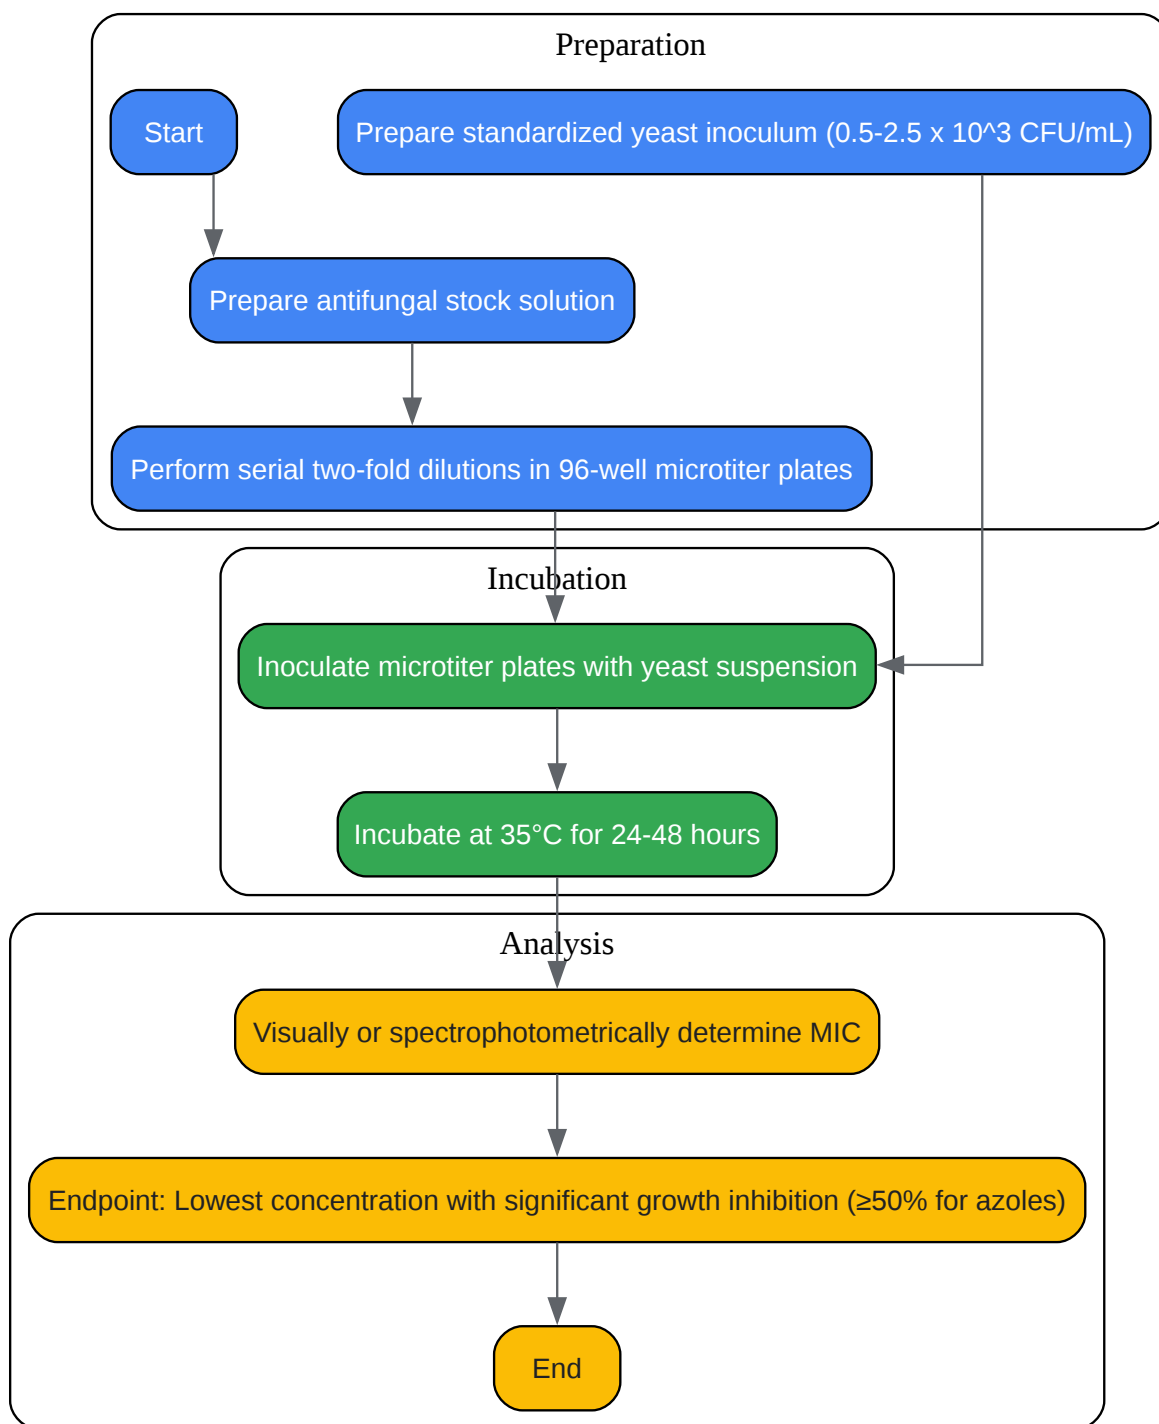 Preparation
Start
Prepare standardized yeast inoculum (0.5-2.5 x 10^3 CFU/mL)
Prepare antifungal stock solution
Perform serial two-fold dilutions in 96-well microtiter plates
Incubation
Inoculate microtiter plates with yeast suspension
Incubate at 35°C for 24-48 hours
Analysis
Visually or spectrophotometrically determine MIC
Endpoint: Lowest concentration with significant growth inhibition (≥50% for azoles)
End